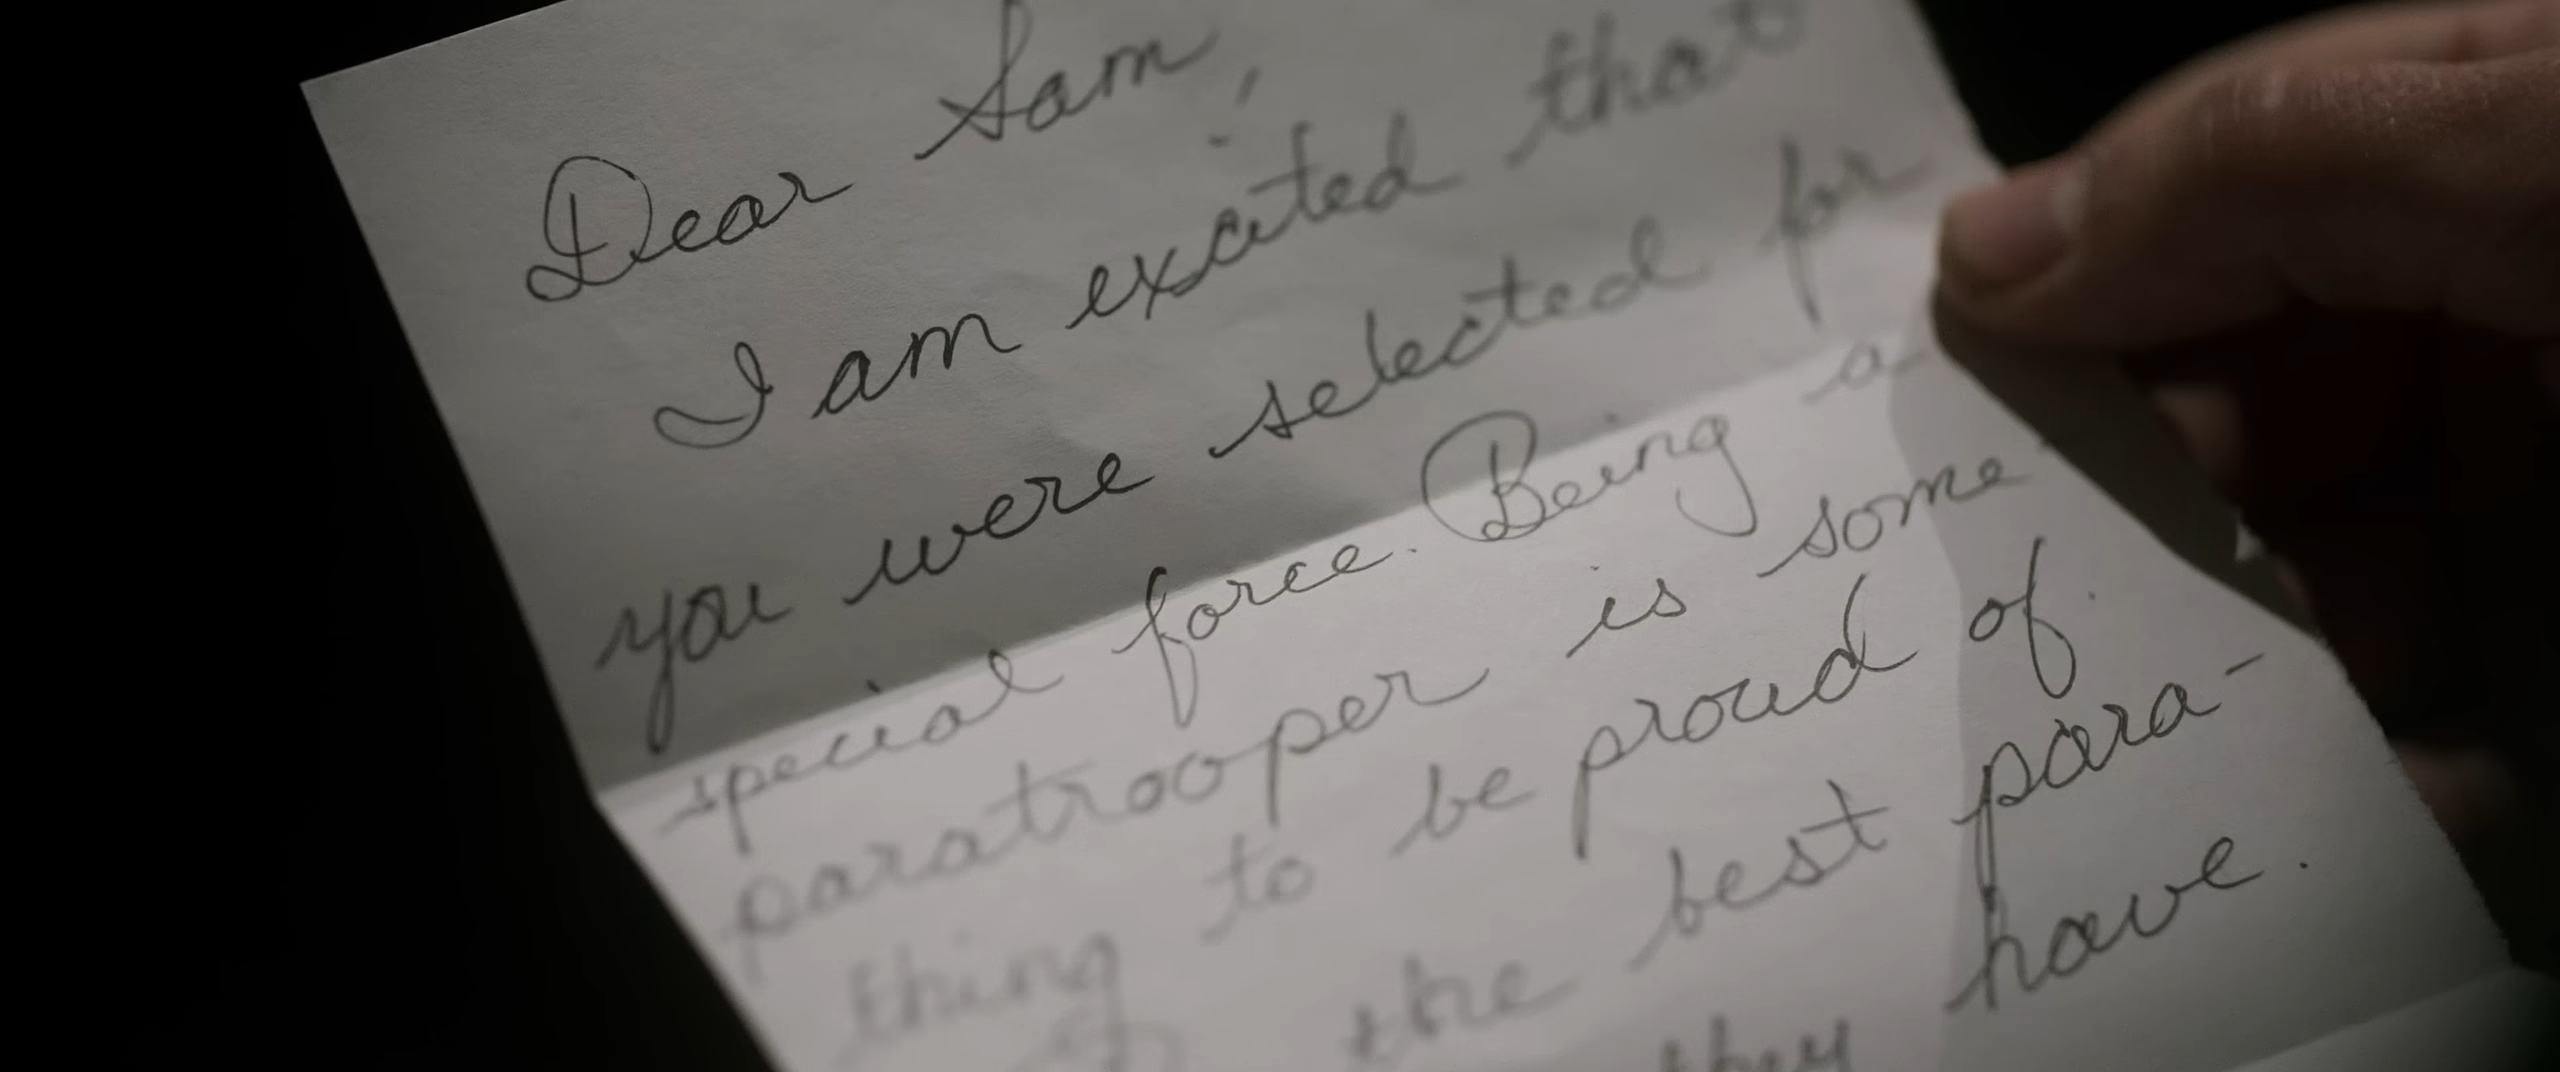 Dear Sam,
I am excited that
you were selected for
special force. Being a
paratrooper is some
thing to be proud of.
the best para-
they have.